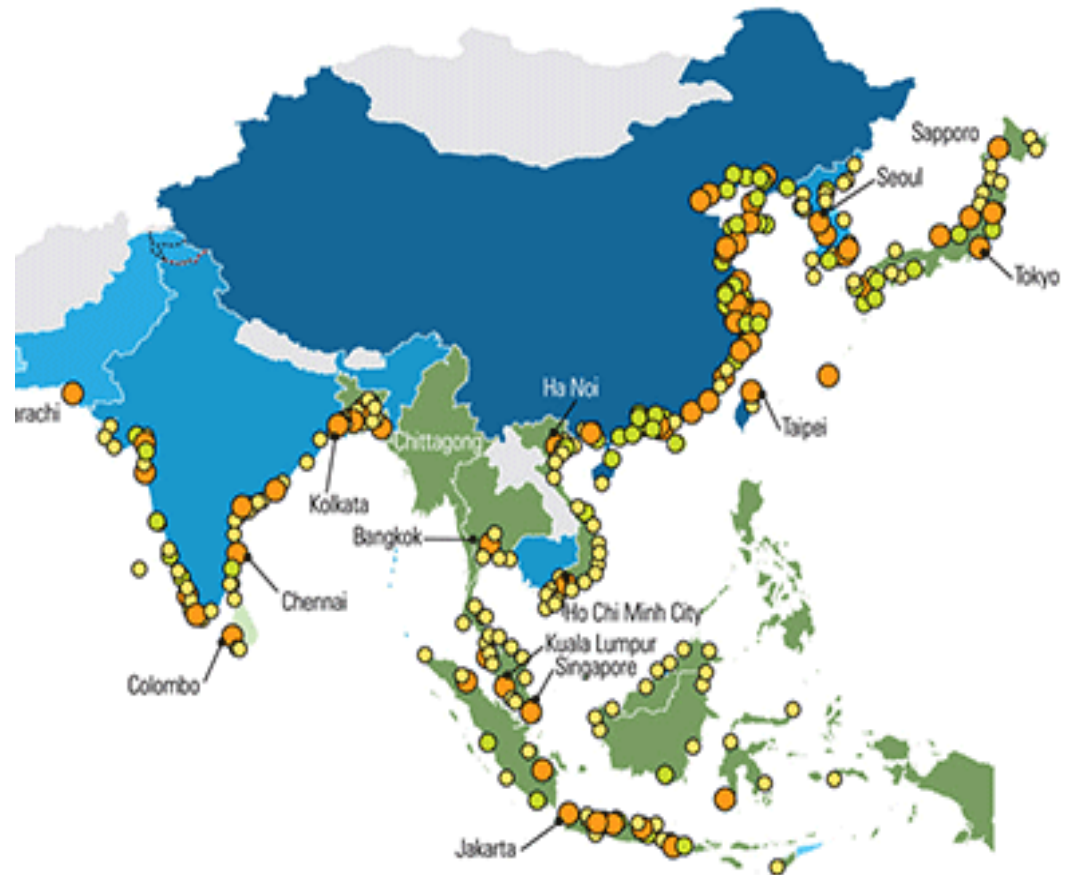 Sapporo
Seoul
Tokyo
Ha Noi
arachi
Taipei
Chittagong
Kolkata
Bangkok
Chennai
Ho Chi Minh City
Kuala Lumpur
Singapore
Colombo
Jakarta